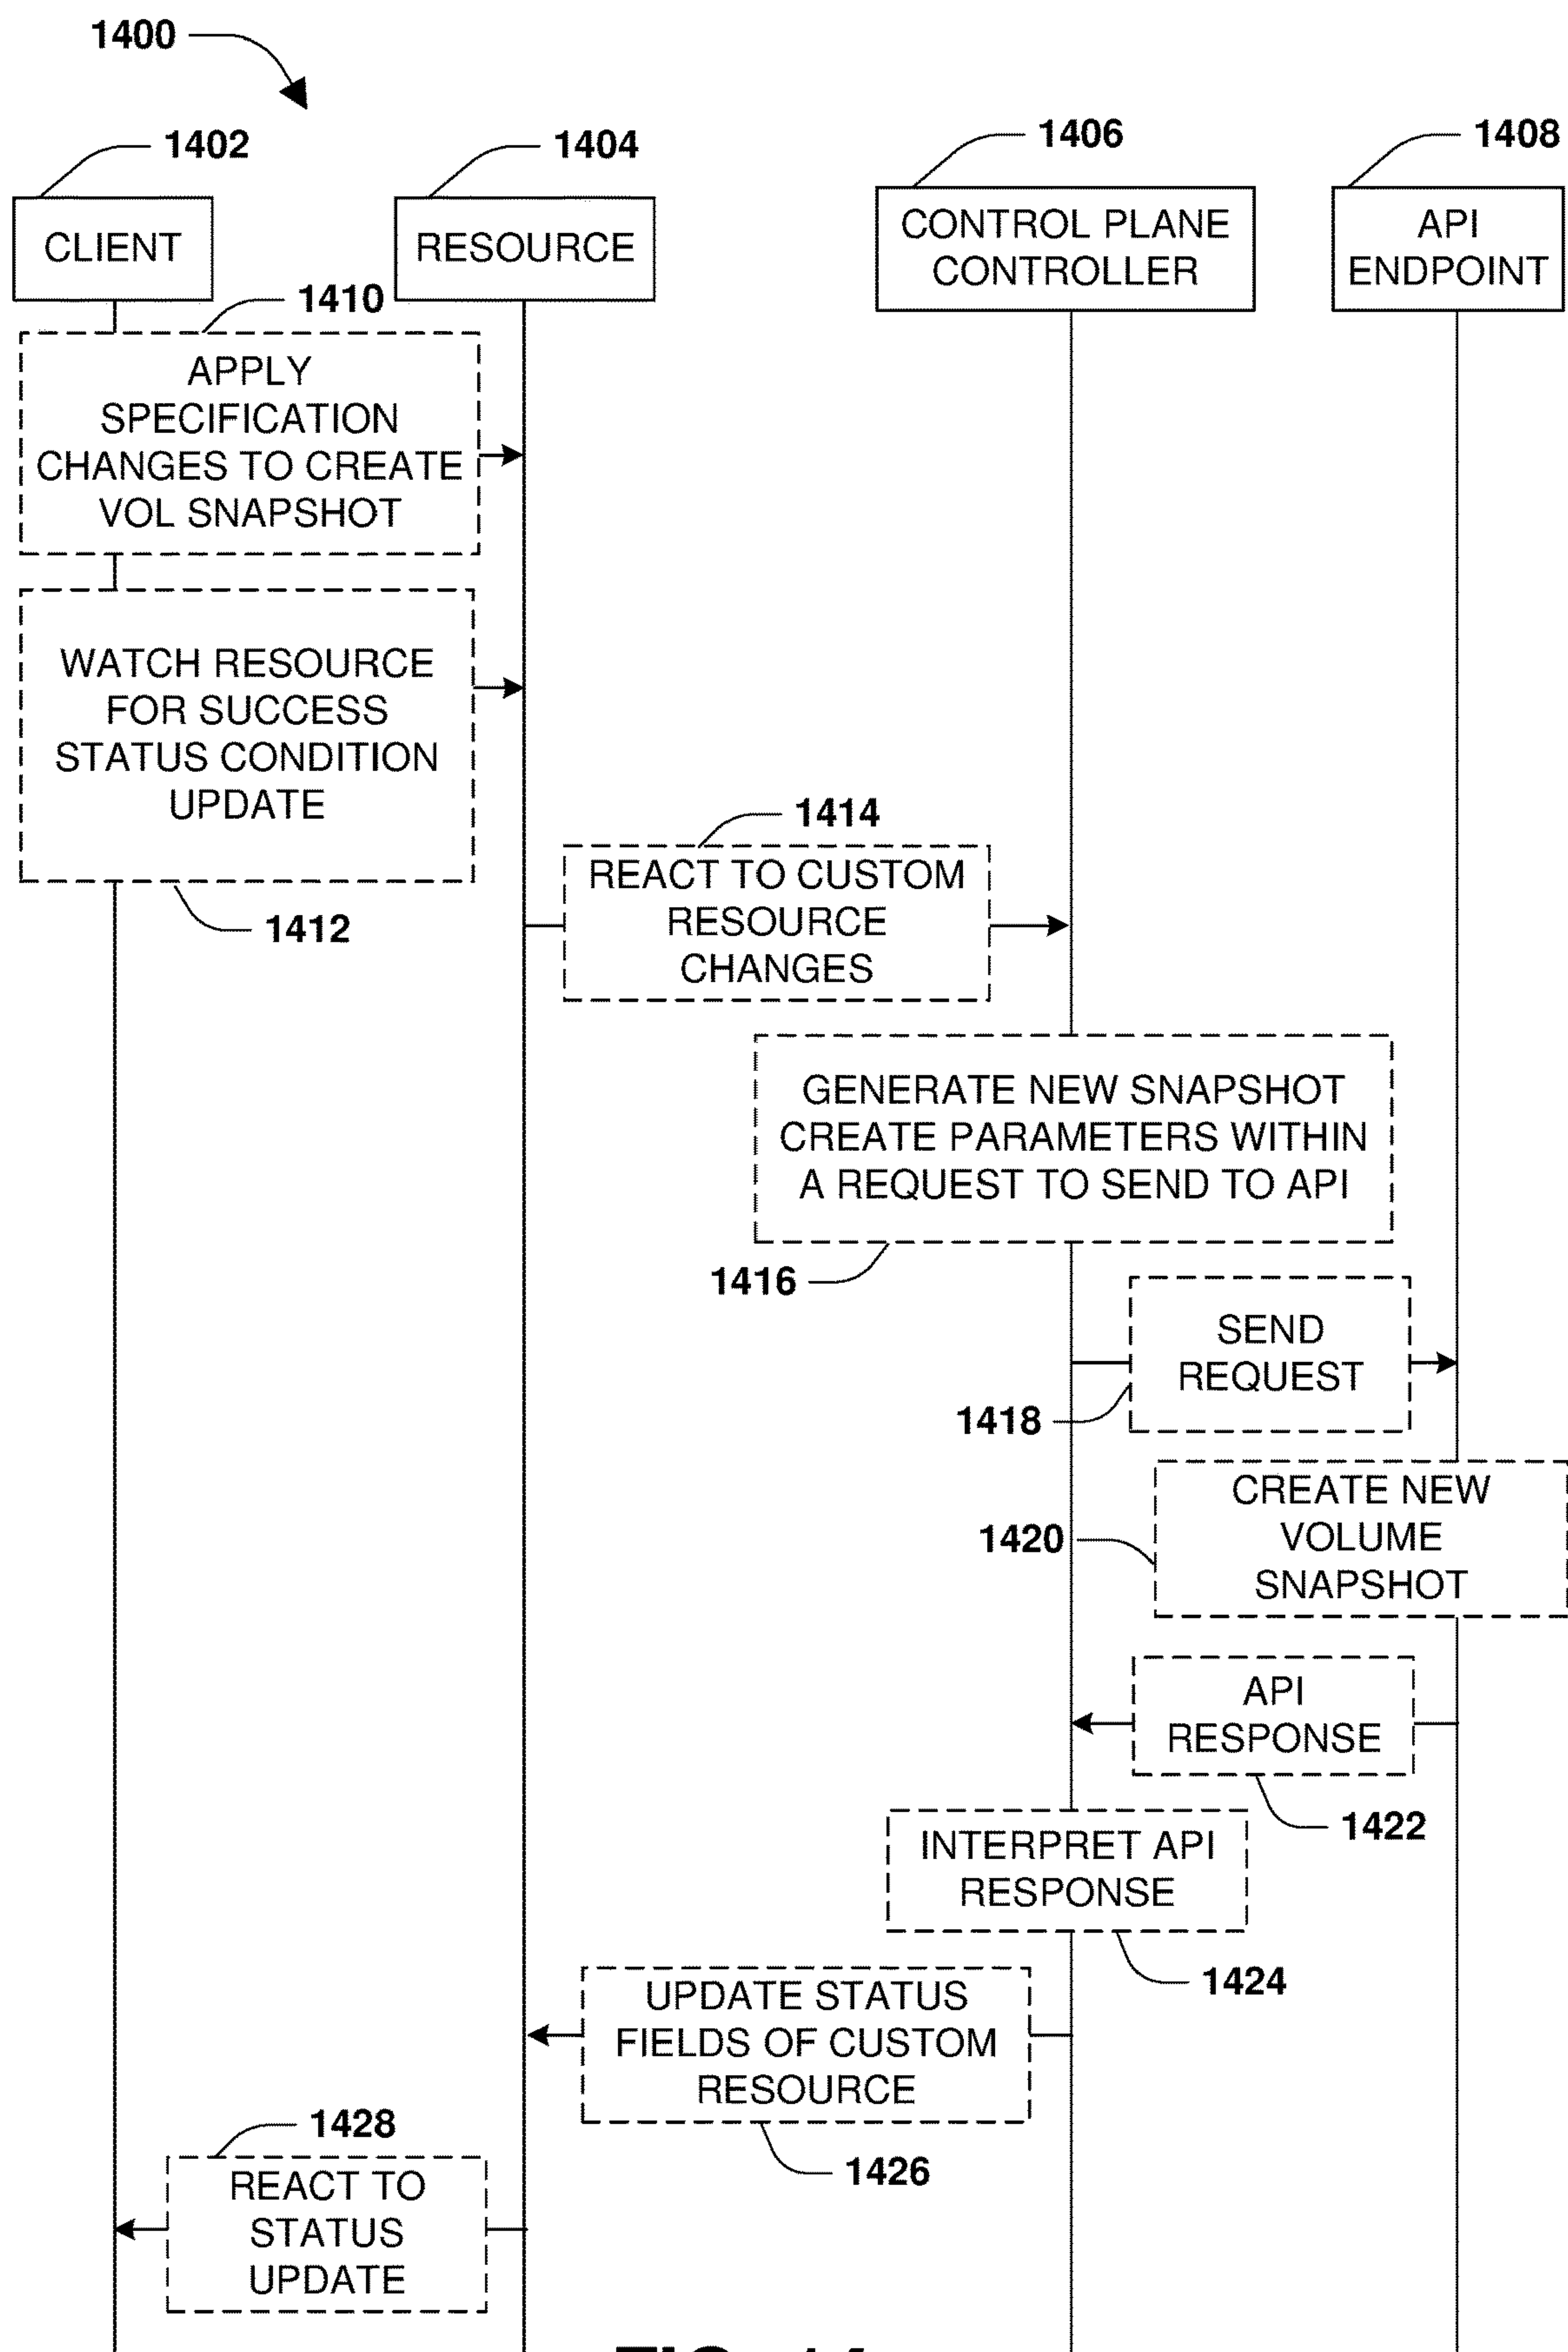 1400
1402
1404
1406
1408
CLIENT
RESOURCE
CONTROL PLANE
CONTROLLER
API
ENDPOINT
1410
APPLY
SPECIFICATION
CHANGES TO CREATE
VOL SNAPSHOT
WATCH RESOURCE
FOR SUCCESS
STATUS CONDITION
UPDATE
1412
1414
REACT TO CUSTOM
RESOURCE
CHANGES
GENERATE NEW SNAPSHOT
CREATE PARAMETERS WITHIN
A REQUEST TO SEND TO API
1416
SEND
REQUEST
1418
CREATE NEW
VOLUME
SNAPSHOT
1420
API
RESPONSE
1422
INTERPRET API
RESPONSE
1424
UPDATE STATUS
FIELDS OF CUSTOM
RESOURCE
1426
1428
REACT TO
STATUS
UPDATE